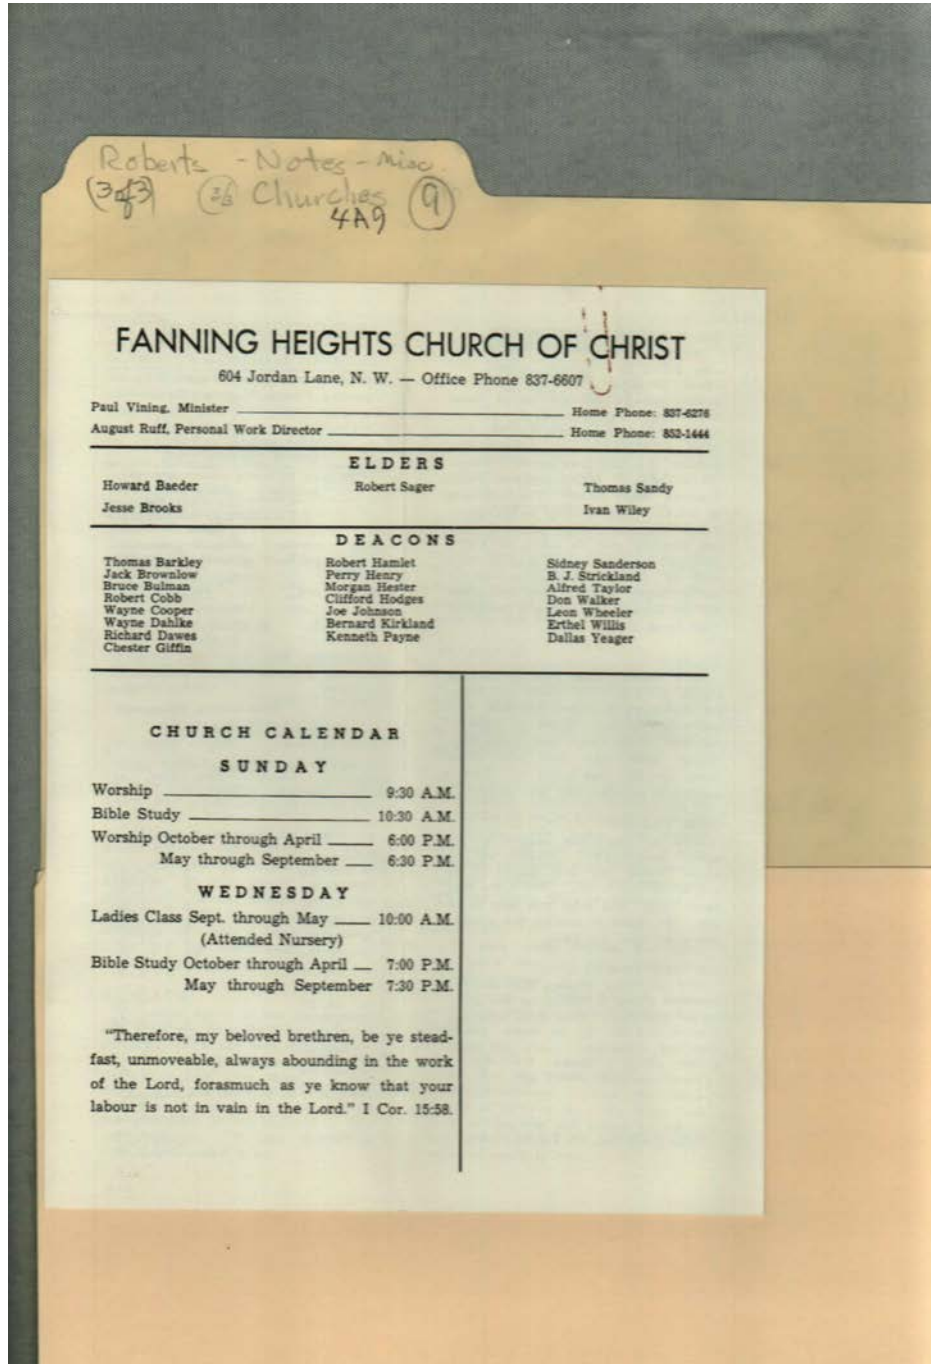 Roberts - Notes - misc.
(3 of 3) Churches 9
4A9
FANNING HEIGHTS CHURCH OF CHRIST
604 Jordan Lane, N. W. — Office Phone 837-6607
Paul Vining, Minister Home Phone: 837-6276
August Ruff, Personal Work Director Home Phone: 852-1444
ELDERS
Howard Baeder Robert Sager Thomas Sandy
Jesse Brooks Ivan Wiley
DEACONS
Thomas Barkley Robert Hamlet Sidney Sanderson
Jack Brownlow Perry Henry B. J. Strickland
Bruce Bulman Morgan Hester Alfred Taylor
Robert Cobb Clifford Hodges Don Walker
Wayne Cooper Joe Johnson Leon Wheeler
Wayne Dahlke Bernard Kirkland Erthel Willis
Richard Dawes Kenneth Payne Dallas Yeager
Chester Giffin
CHURCH CALENDAR
SUNDAY
Worship 9:30 A.M.
Bible Study 10:30 A.M.
Worship October through April 6:00 P.M.
May through September 6:30 P.M.
WEDNESDAY
Ladies Class Sept. through May 10:00 A.M.
(Attended Nursery)
Bible Study October through April 7:00 P.M.
May through September 7:30 P.M.
"Therefore, my beloved brethren, be ye stead-
fast, unmoveable, always abounding in the work
of the Lord, forasmuch as ye know that your
labour is not in vain in the Lord." I Cor. 15:58.